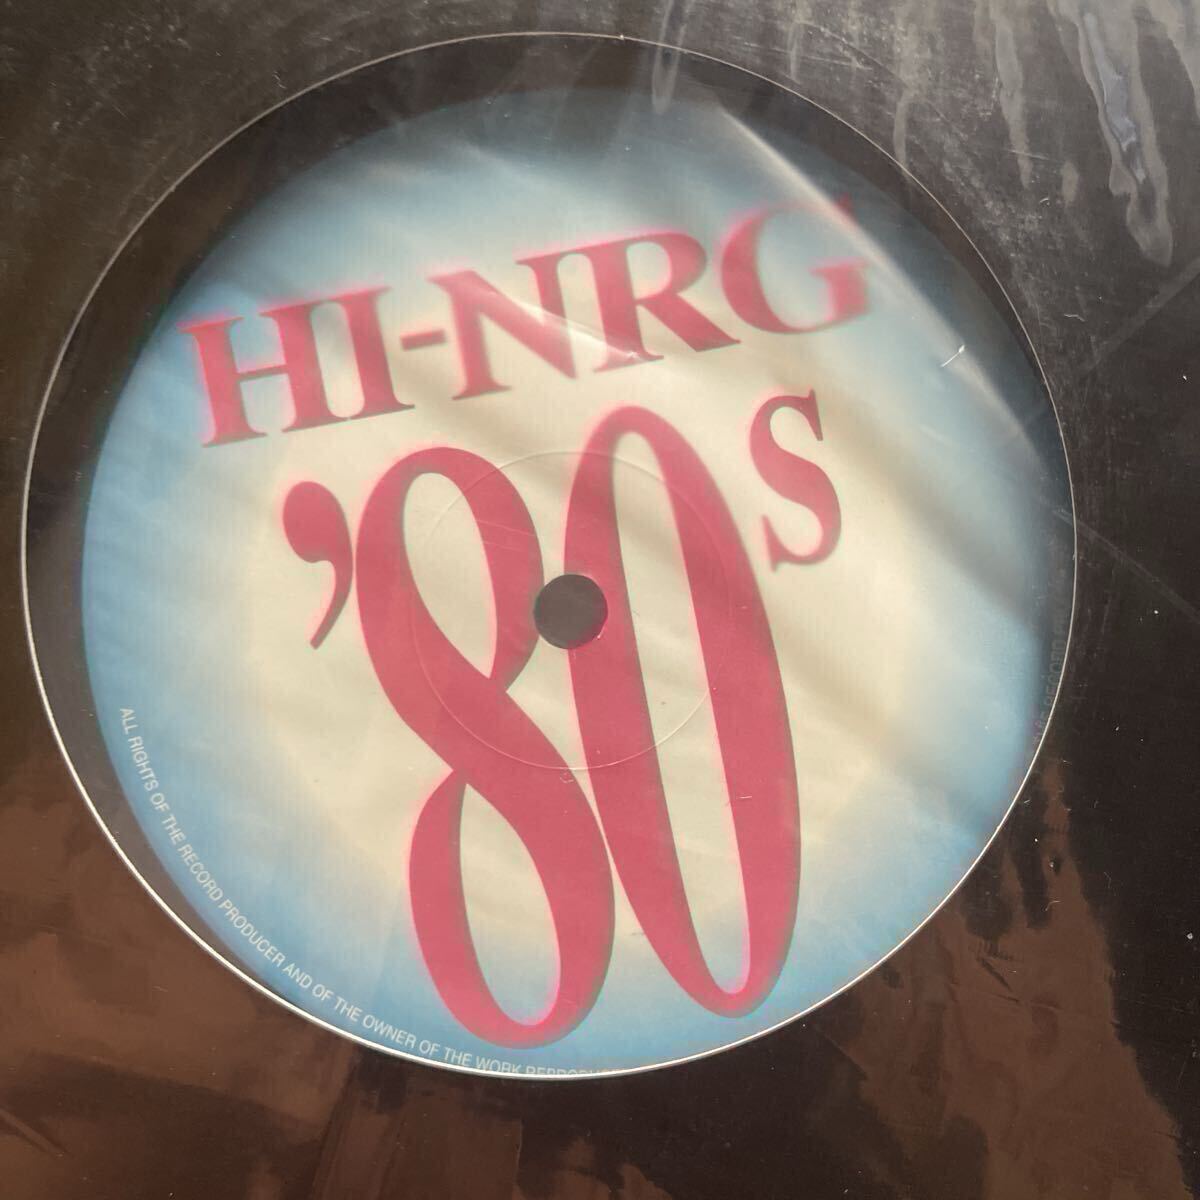 HI-NRG
'80s
ALL RIGHTS OF THE RECORD PRODUCER AND OF THE OWNER OF THE WORK